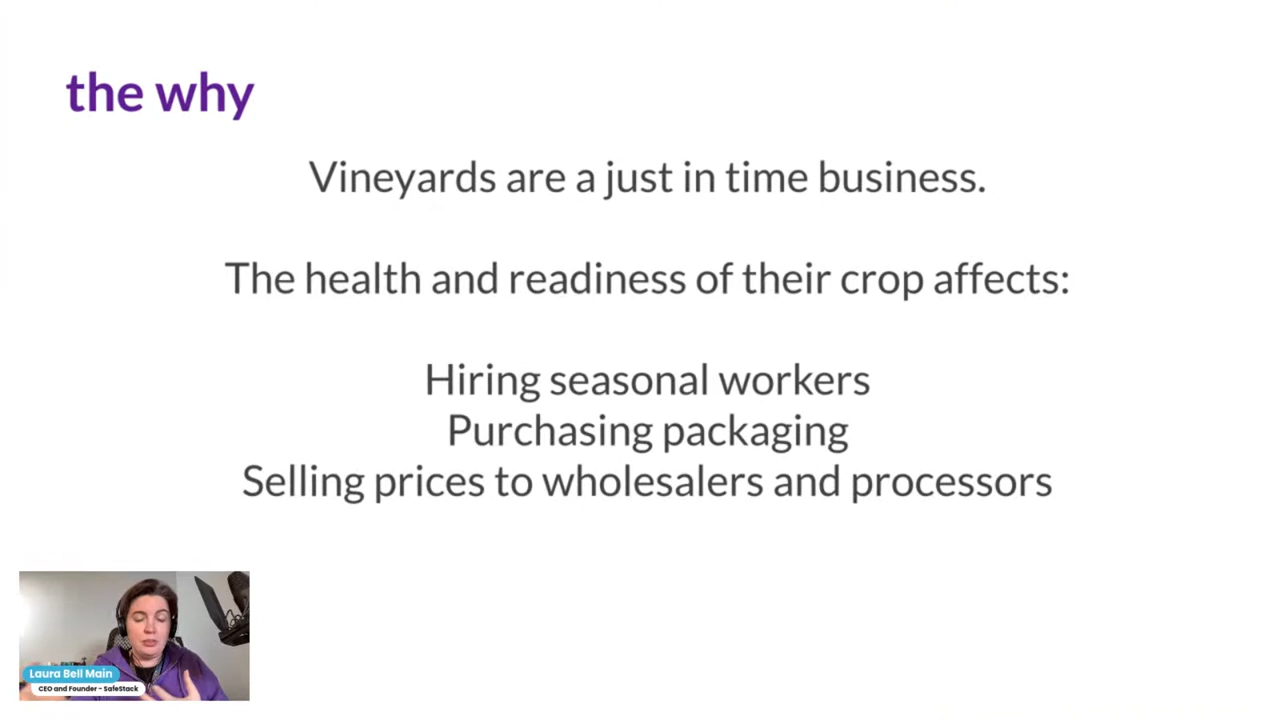 the why
Vineyards are a just in time business.
The health and readiness of their crop affects:
Hiring seasonal workers
Purchasing packaging
Selling prices to wholesalers and processors
Laura Bell Main
CEO and Founder - SafeStack